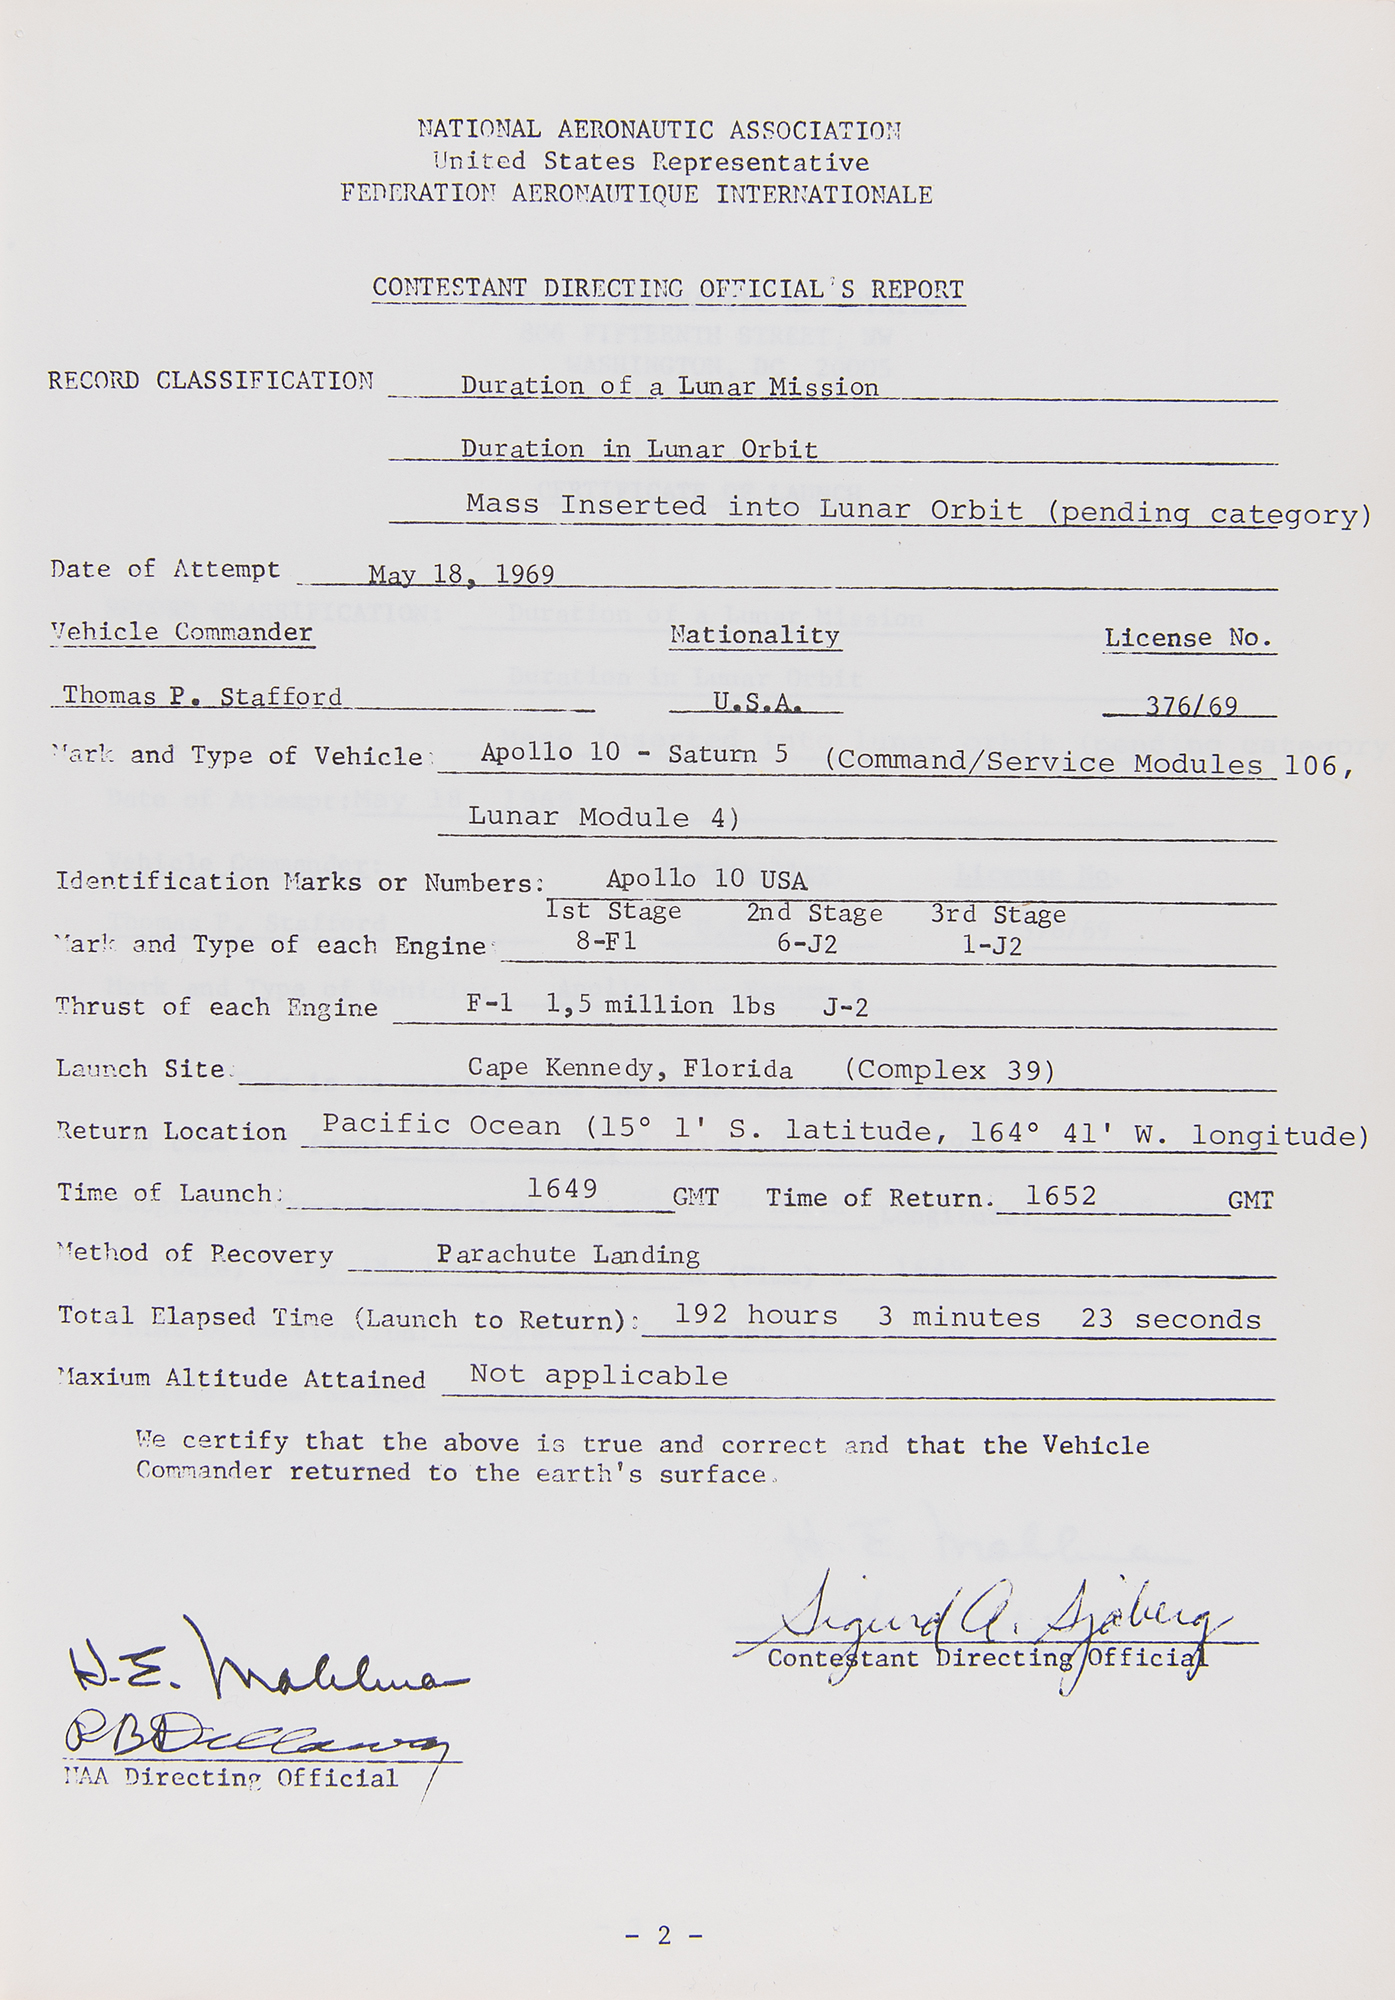 NATIONAL AERONAUTIC ASSOCIATION
United States Representative
FEDERATION AERONAUTIQUE INTERNATIONALE
CONTESTANT DIRECTING OFFICIAL'S REPORT
RECORD CLASSIFICATION Duration of a Lunar Mission
Duration in Lunar Orbit
Mass Inserted into Lunar Orbit (pending category)
Date of Attempt May 18, 1969
Vehicle Commander Nationality License No.
Thomas P. Stafford U.S.A. 376/69
Mark and Type of Vehicle: Apollo 10 - Saturn 5 (Command/Service Modules 106,
Lunar Module 4)
Identification Marks or Numbers: Apollo 10 USA
1st Stage 2nd Stage 3rd Stage
Mark and Type of each Engine: 8-F1 6-J2 1-J2
Thrust of each Engine F-1 1,5 million lbs J-2
Launch Site: Cape Kennedy, Florida (Complex 39)
Return Location Pacific Ocean (15° 1' S. latitude, 164° 41' W. longitude)
Time of Launch: 1649 GMT Time of Return. 1652 GMT
Method of Recovery Parachute Landing
Total Elapsed Time (Launch to Return): 192 hours 3 minutes 23 seconds
Maxium Altitude Attained Not applicable
We certify that the above is true and correct and that the Vehicle
Commander returned to the earth's surface.
Sigurd A. Sjoberg
Contestant Directing Official
H. E. Mehlhues
R B Dillaway
NAA Directing Official
- 2 -